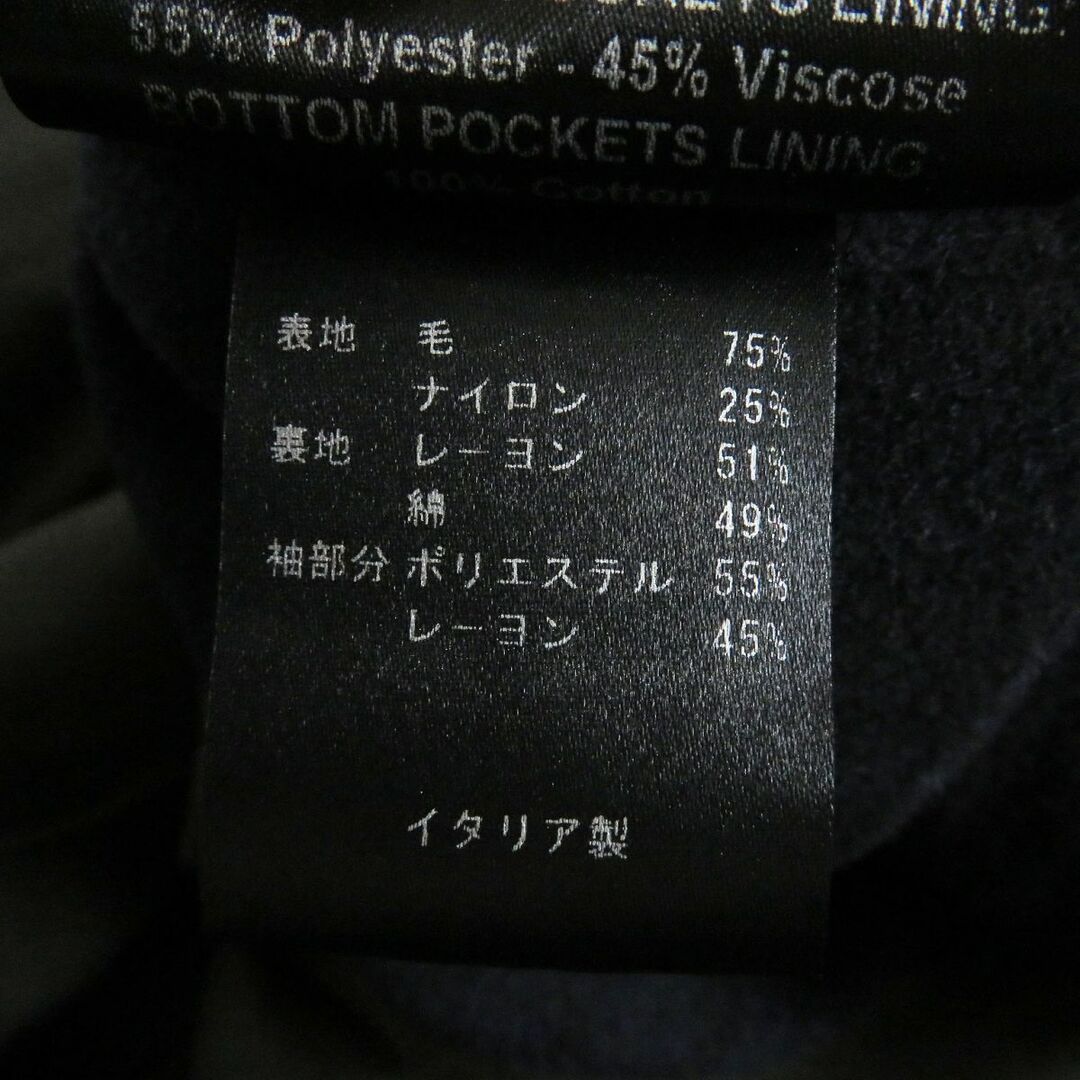 LINING.
55% Polyester - 45% Viscose
BOTTOM POCKETS LINING
100% Cotton
表地 毛 75%
ナイロン 25%
裏地 レーヨン 51%
綿 49%
袖部分 ポリエステル 55%
レーヨン 45%
イタリア製